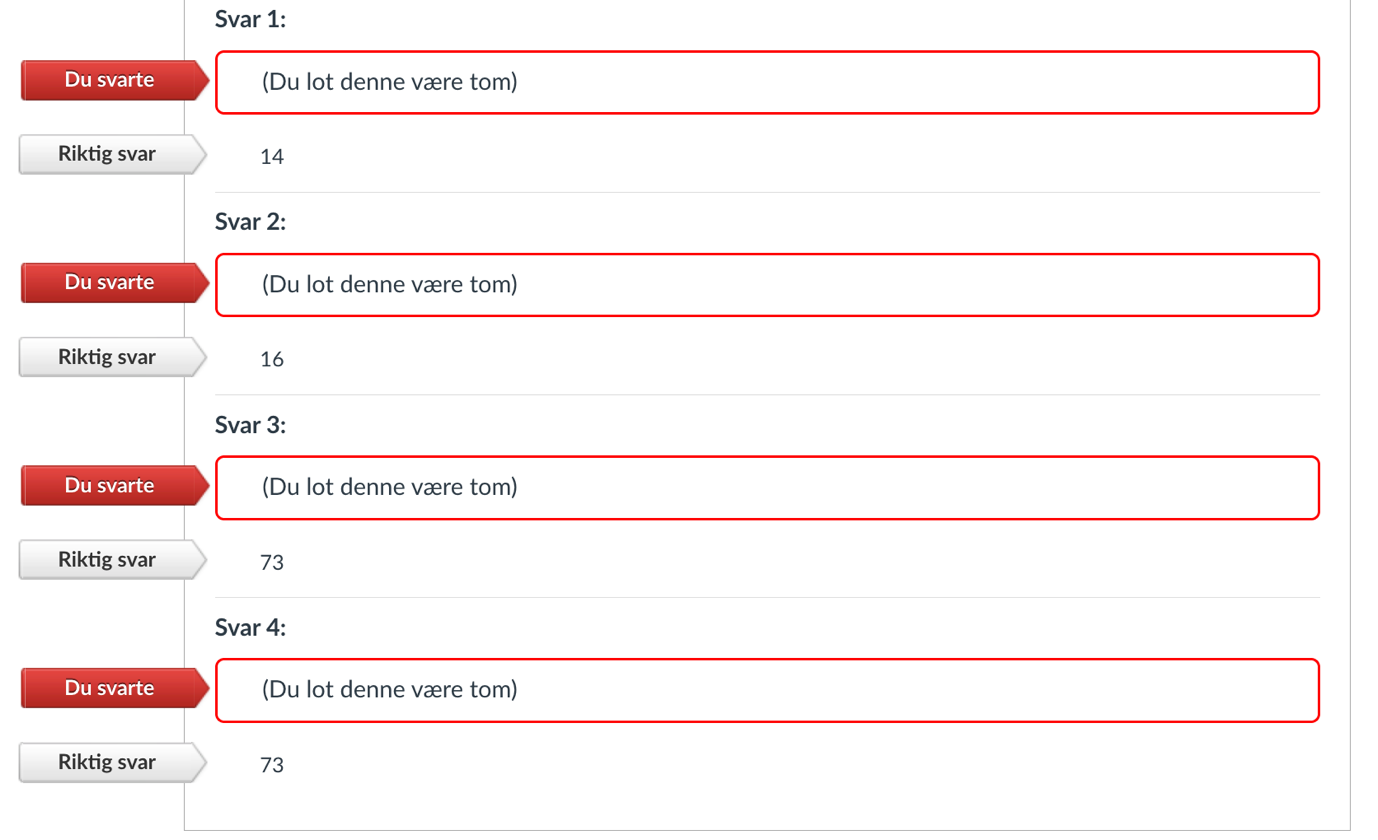 Svar 1:
Du svarte
(Du lot denne være tom)
Riktig svar
14
Svar 2:
Du svarte
(Du lot denne være tom)
Riktig svar
16
Svar 3:
Du svarte
(Du lot denne være tom)
Riktig svar
73
Svar 4:
Du svarte
(Du lot denne være tom)
Riktig svar
73